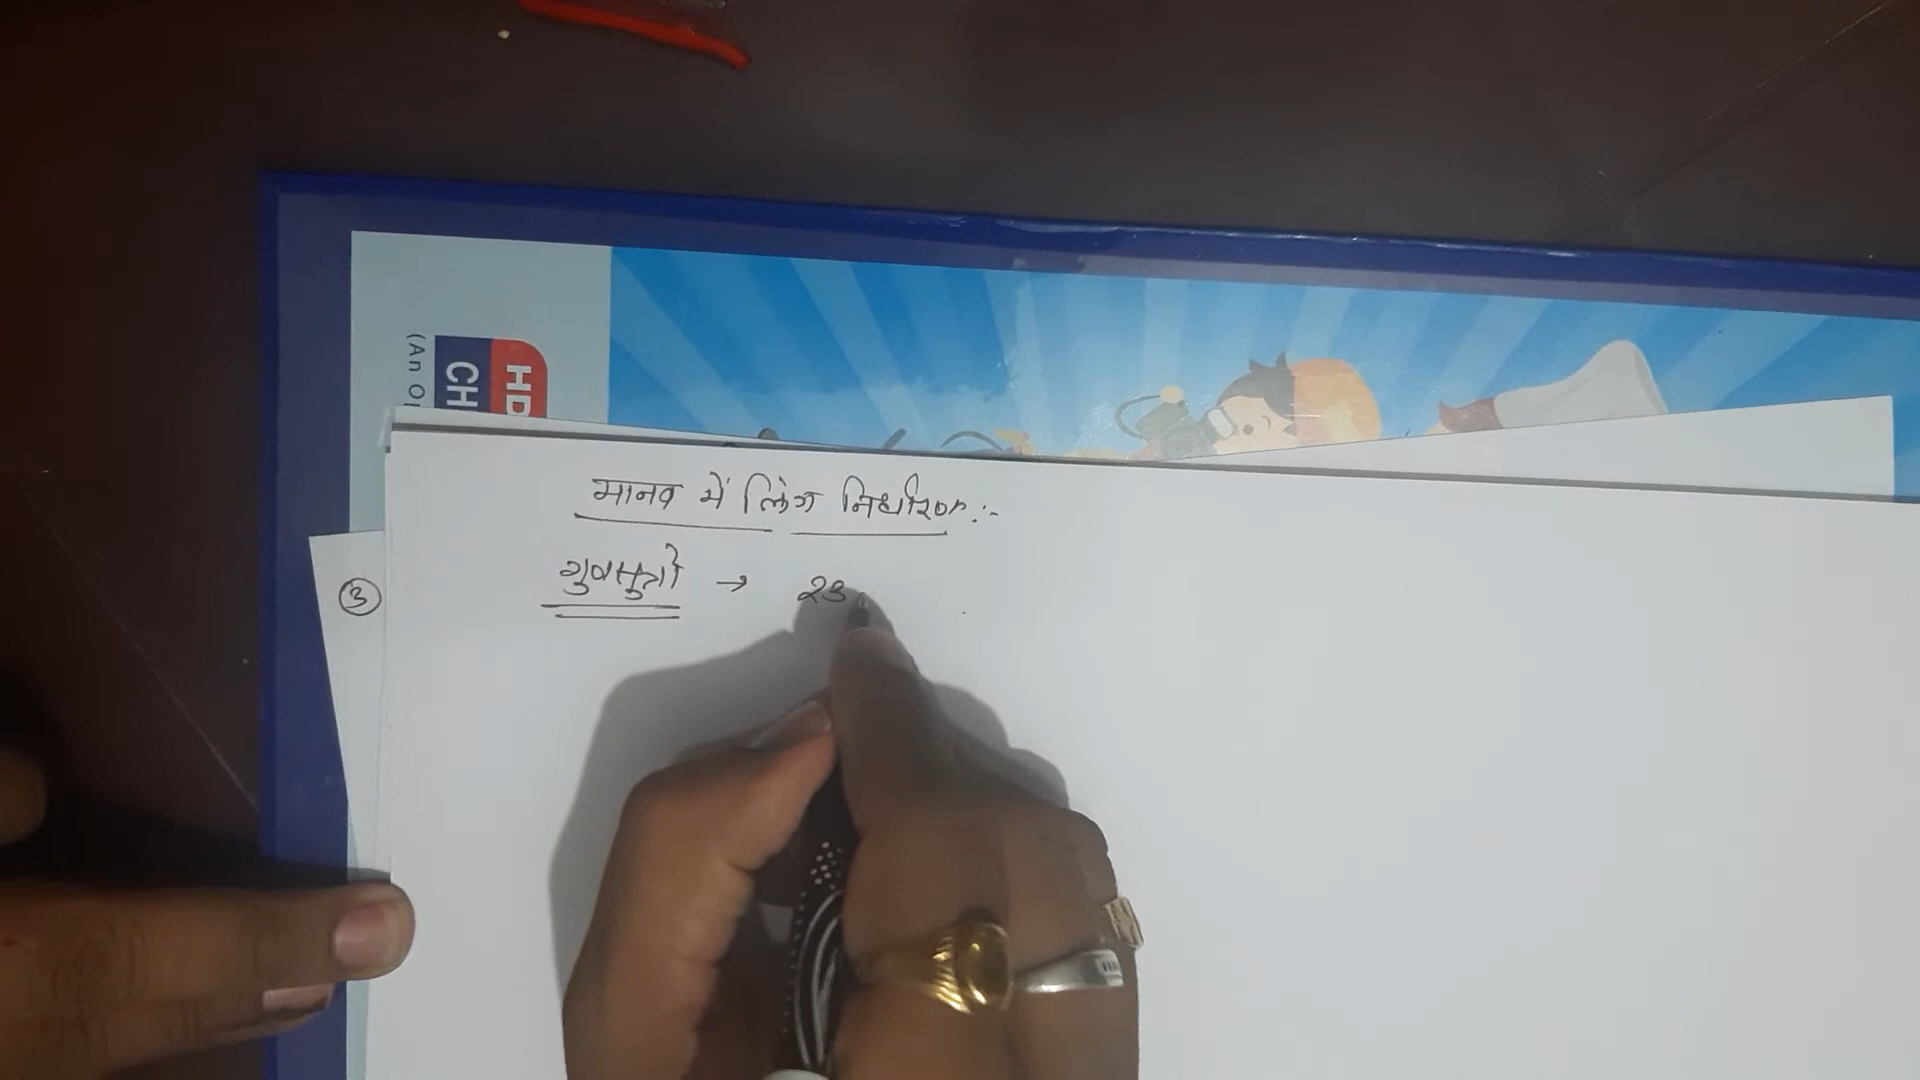 HD
CH
(An O
मानव में लिंग निर्धारण :-
③
गुणसुत्रो → 23